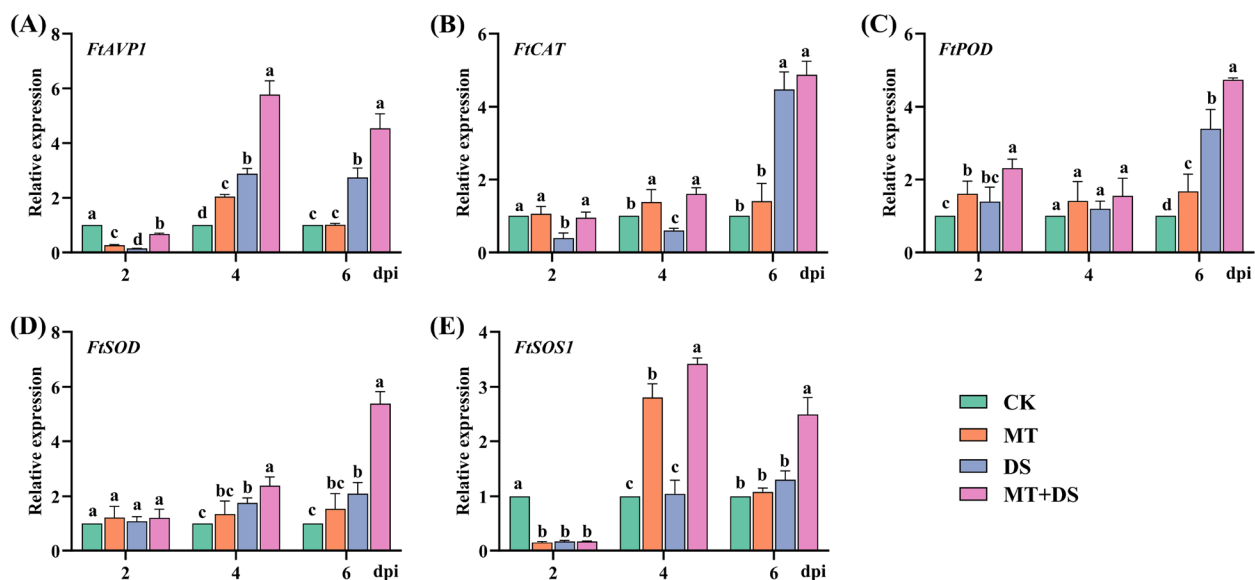 (A)
FtAVP1
Relative expression
8
6
4
2
0
a c d b
d c b a
c c b a
2 4 6 dpi
(B)
FtCAT
Relative expression
6
4
2
0
a a b a
b a c a
b b a a
2 4 6 dpi
(C)
FtPOD
Relative expression
6
4
2
0
c b bc a
a a a a
d c b a
2 4 6 dpi
(D)
FtSOD
Relative expression
8
6
4
2
0
a a a a
c bc b a
c bc b a
2 4 6 dpi
(E)
FtSOS1
Relative expression
4
3
2
1
0
a b b b
c b c a
b b b a
2 4 6 dpi
CK
MT
DS
MT+DS